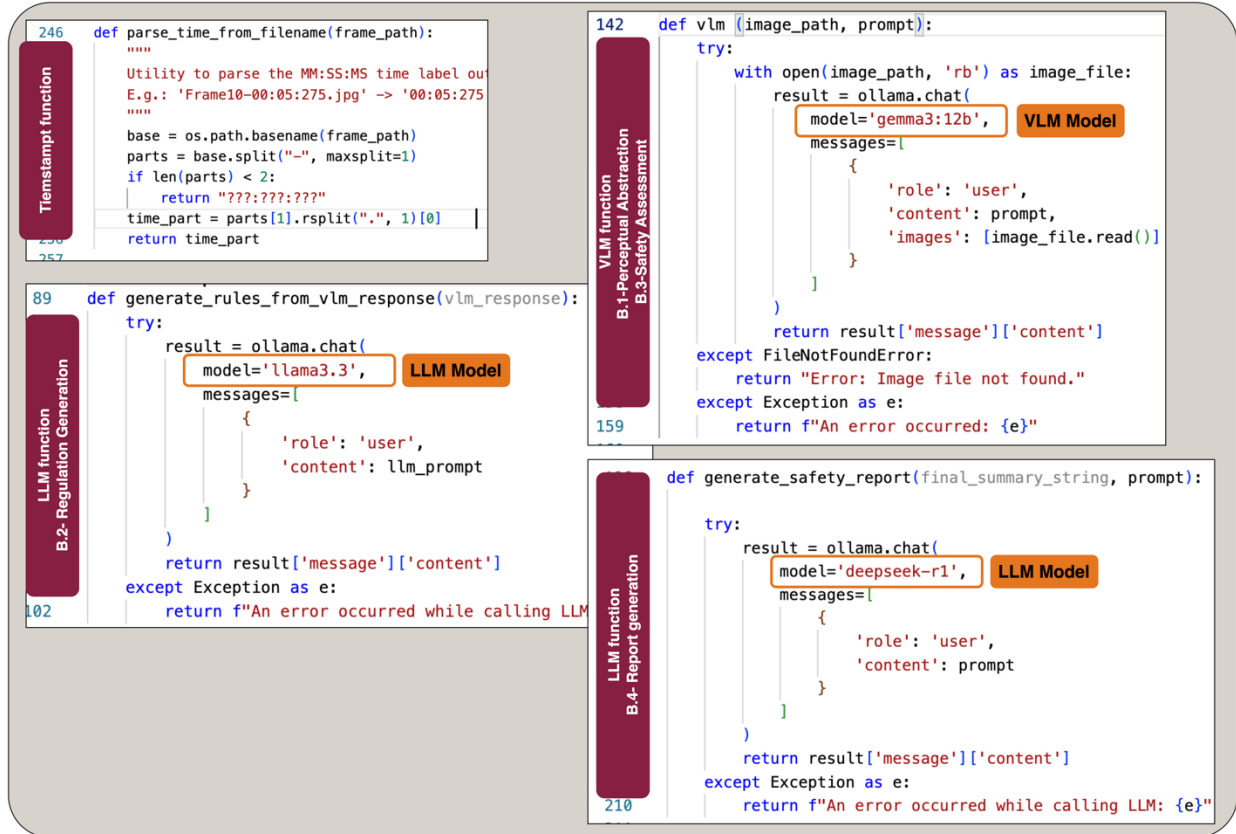 246 def parse_time_from_filename(frame_path):
"""
Utility to parse the MM:SS:MS time label out
E.g.: 'Frame10-00:05:275.jpg' -> '00:05:275
"""
base = os.path.basename(frame_path)
parts = base.split("-", maxsplit=1)
if len(parts) < 2:
return "???:???:???"
time_part = parts[1].rsplit(".", 1)[0]
return time_part
257
Tiemstampt function
89 def generate_rules_from_vlm_response(vlm_response):
try:
result = ollama.chat(
model='llama3.3', LLM Model
messages=[
{
'role': 'user',
'content': llm_prompt
}
]
)
return result['message']['content']
except Exception as e:
102 return f"An error occurred while calling LLM
LLM function
B.2- Regulation Generation
142 def vlm (image_path, prompt):
try:
with open(image_path, 'rb') as image_file:
result = ollama.chat(
model='gemma3:12b', VLM Model
messages=[
{
'role': 'user',
'content': prompt,
'images': [image_file.read()]
}
]
)
return result['message']['content']
except FileNotFoundError:
return "Error: Image file not found."
except Exception as e:
159 return f"An error occurred: {e}"
VLM function
B.1-Perceptual Abstraction
B.3-Safety Assessment
def generate_safety_report(final_summary_string, prompt):
try:
result = ollama.chat(
model='deepseek-r1', LLM Model
messages=[
{
'role': 'user',
'content': prompt
}
]
)
return result['message']['content']
except Exception as e:
210 return f"An error occurred while calling LLM: {e}"
LLM function
B.4- Report generation